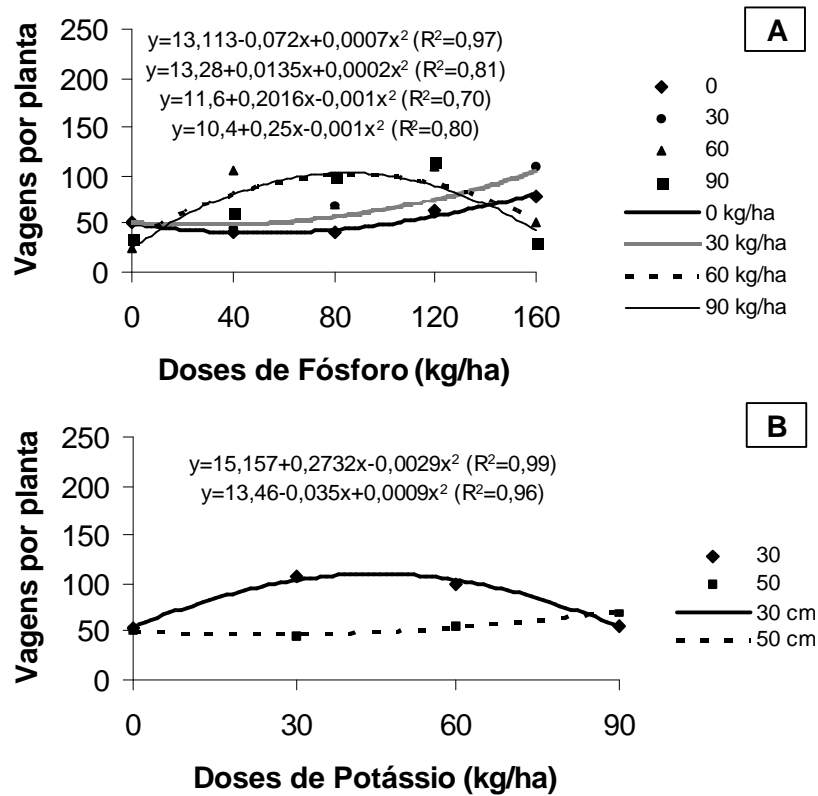 A
250
200
150
100
50
0
y=13,113-0,072x+0,0007x² (R²=0,97)
y=13,28+0,0135x+0,0002x² (R²=0,81)
y=11,6+0,2016x-0,001x² (R²=0,70)
y=10,4+0,25x-0,001x² (R²=0,80)
Vagens por planta
0
30
60
90
0 kg/ha
30 kg/ha
60 kg/ha
90 kg/ha
0 40 80 120 160
Doses de Fósforo (kg/ha)
B
250
200
150
100
50
0
y=15,157+0,2732x-0,0029x² (R²=0,99)
y=13,46-0,035x+0,0009x² (R²=0,96)
Vagens por planta
30
50
30 cm
50 cm
0 30 60 90
Doses de Potássio (kg/ha)